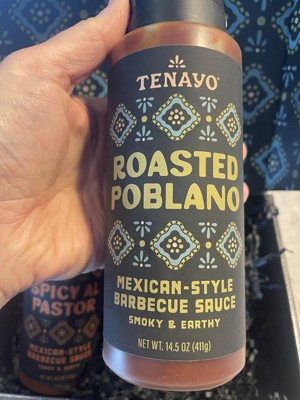 TENAYO
ROASTED
POBLANO
MEXICAN-STYLE
BARBECUE SAUCE
SMOKY & EARTHY
NET WT. 14.5 OZ (411g)
SPICY AL
PASTOR
MEXICAN-STYLE
BARBECUE SAUCE